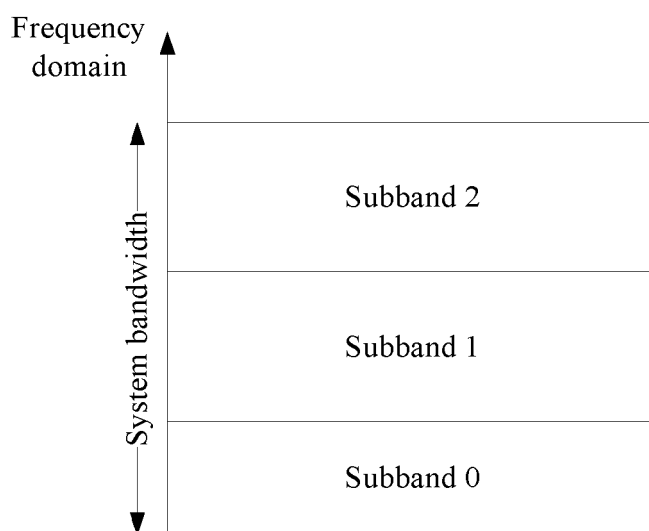 Frequency
domain
Subband 2
System bandwidth
Subband 1
Subband 0